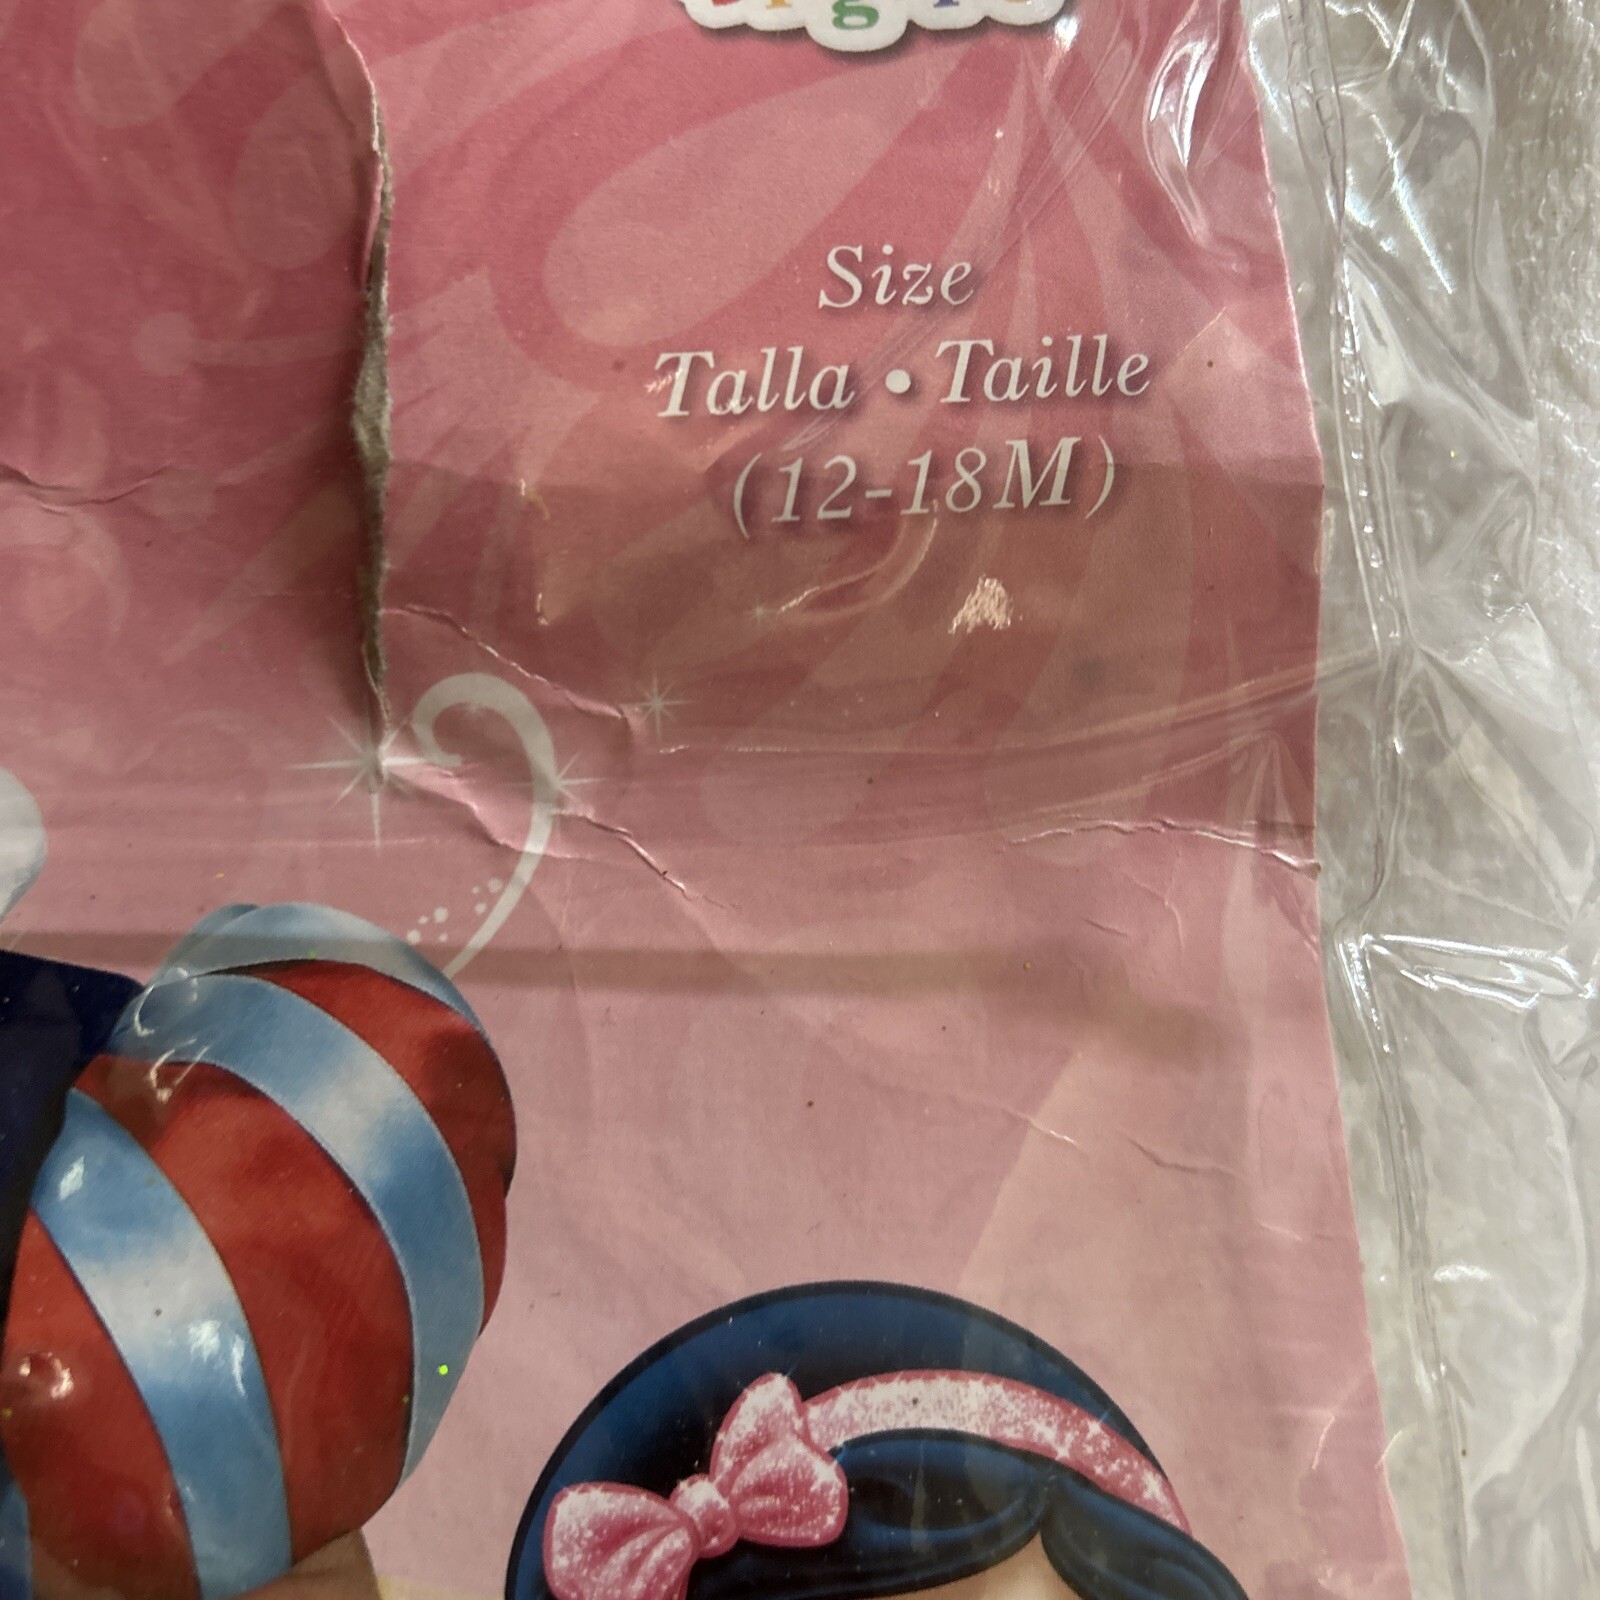 Size
Talla • Taille
(12-18M)